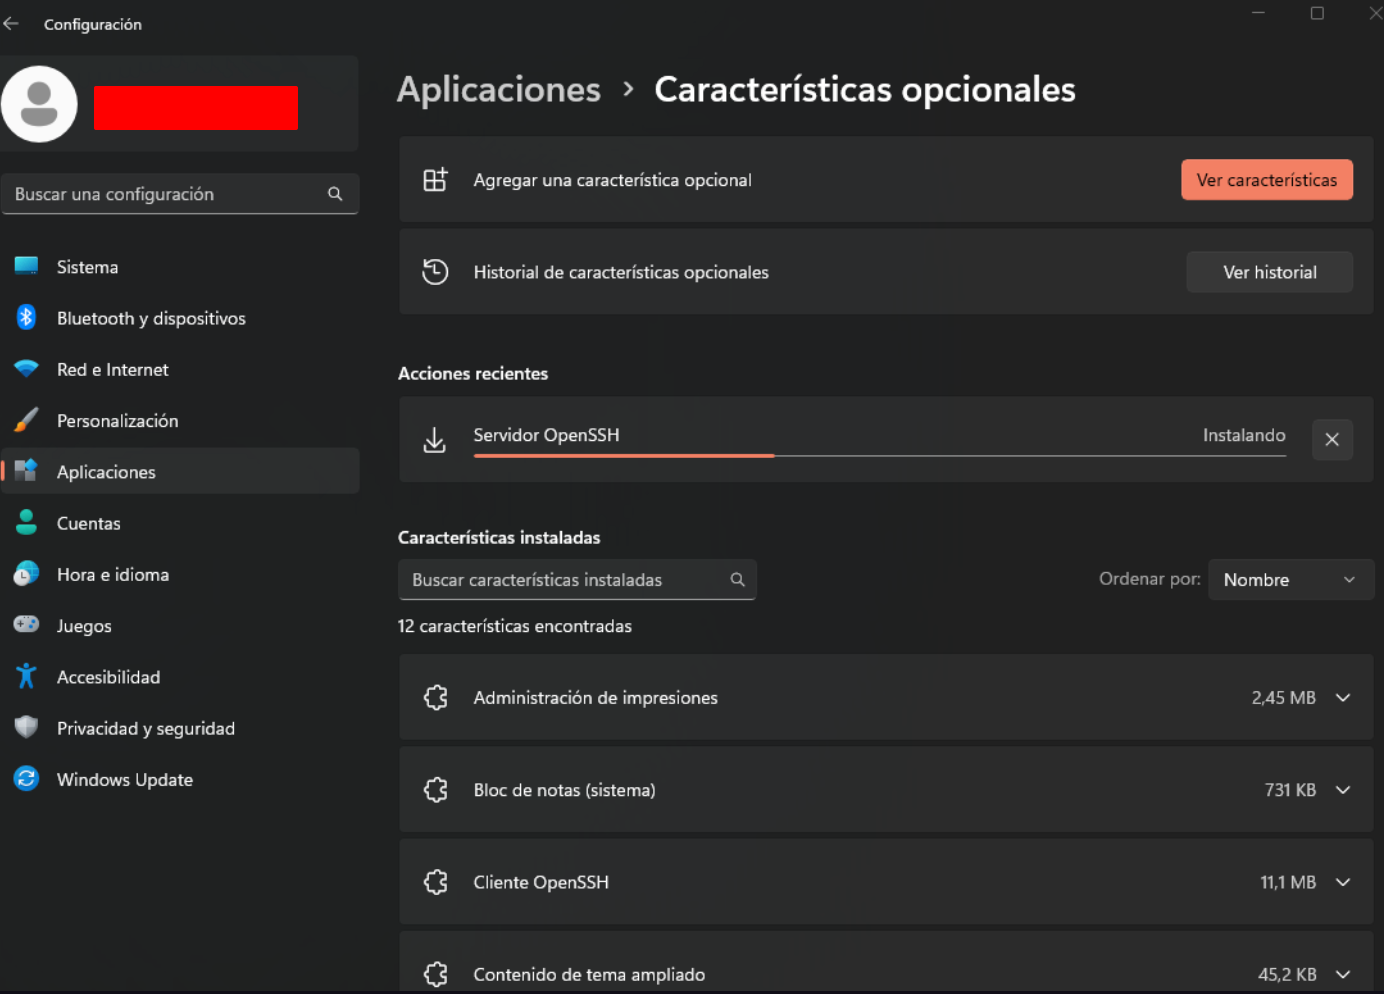 Configuración
Buscar una configuración
Sistema
Bluetooth y dispositivos
Red e Internet
Personalización
Aplicaciones
Cuentas
Hora e idioma
Juegos
Accesibilidad
Privacidad y seguridad
Windows Update
Aplicaciones > Características opcionales
Agregar una característica opcional
Ver características
Historial de características opcionales
Ver historial
Acciones recientes
Servidor OpenSSH
Instalando
Características instaladas
Buscar características instaladas
Ordenar por: Nombre
12 características encontradas
Administración de impresiones
2,45 MB
Bloc de notas (sistema)
731 KB
Cliente OpenSSH
11,1 MB
Contenido de tema ampliado
45,2 KB